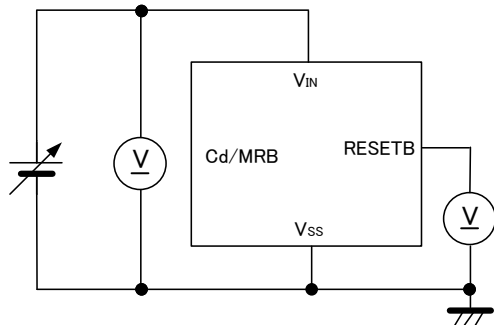 VIN
V
Cd/MRB
RESETB
V
VSS